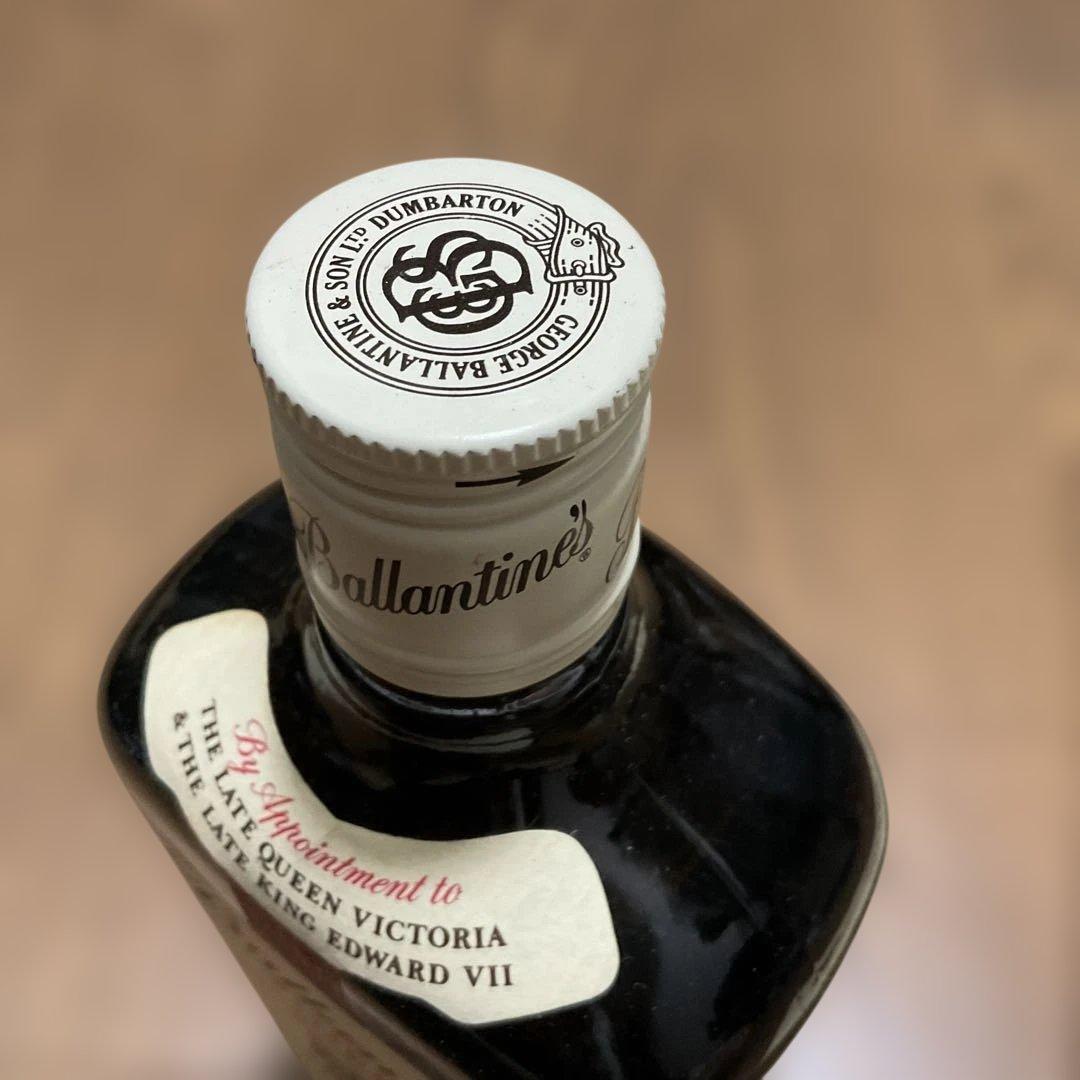 GEORGE BALLANTINE & SON LTD DUMBARTON
Ballantine's®
By Appointment to
THE LATE QUEEN VICTORIA
& THE LATE KING EDWARD VII